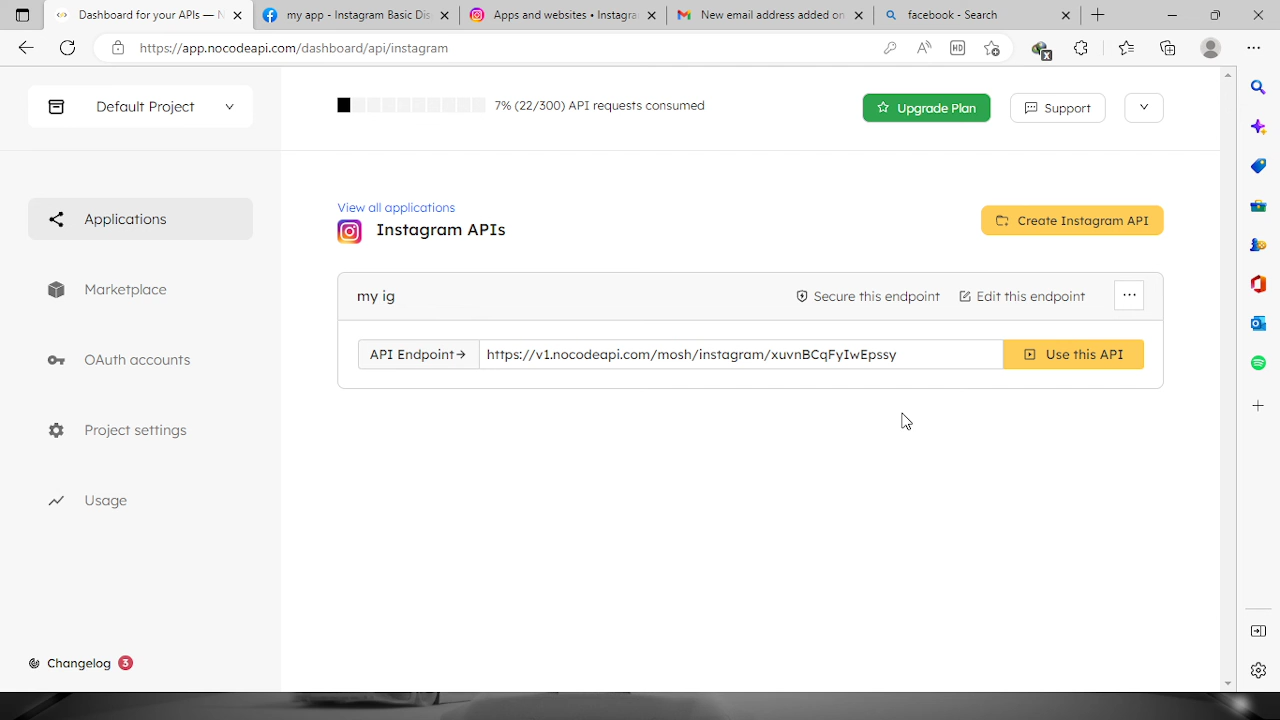 Dashboard for your APIs — N
my app - Instagram Basic Dis
Apps and websites • Instagra
New email address added on
facebook - Search
https://app.nocodeapi.com/dashboard/api/instagram
Default Project
7% (22/300) API requests consumed
Upgrade Plan
Support
Applications
View all applications
Instagram APIs
Create Instagram API
Marketplace
my ig
Secure this endpoint
Edit this endpoint
API Endpoint→
https://v1.nocodeapi.com/mosh/instagram/xuvnBCqFyIwEpssy
Use this API
OAuth accounts
Project settings
Usage
Changelog 3